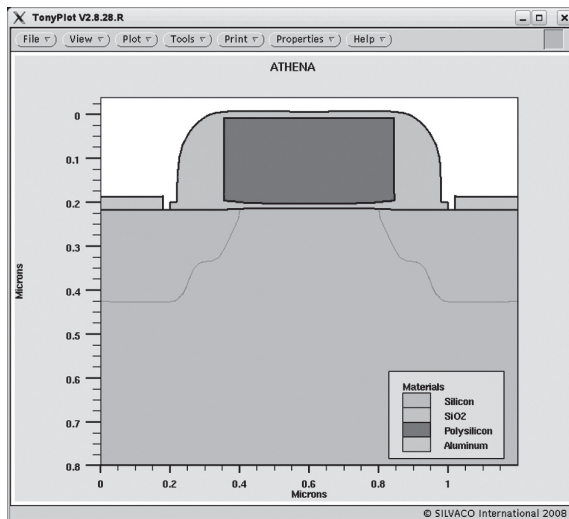 TonyPlot V2.8.28.R
File View Plot Tools Print Properties Help
ATHENA
Microns
0
0.1
0.2
0.3
0.4
0.5
0.6
0.7
0.8
Materials
Silicon
SiO2
Polysilicon
Aluminum
0 0.2 0.4 0.6 0.8 1
Microns
© SILVACO International 2008